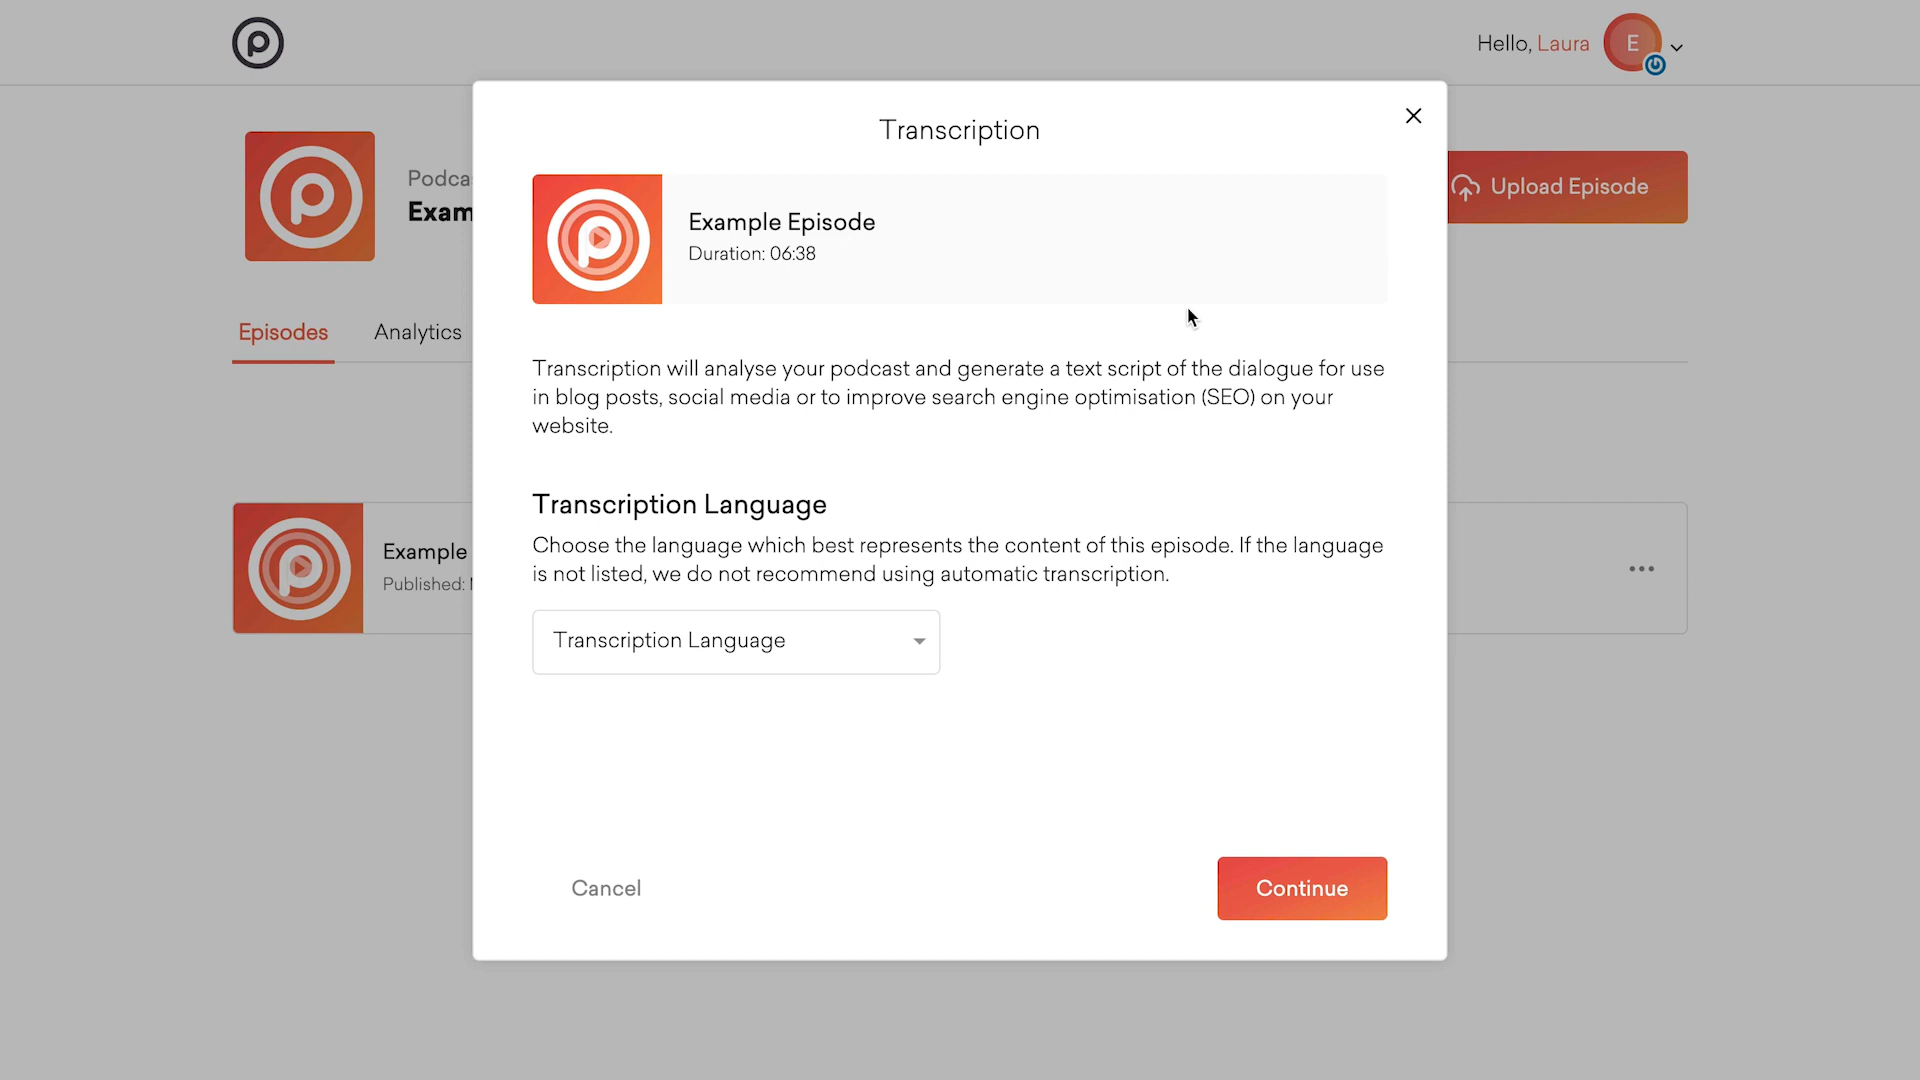 Hello, Laura
E
Transcription
Upload Episode
Example Episode
Duration: 06:38
Episodes
Analytics
Transcription will analyse your podcast and generate a text script of the dialogue for use
in blog posts, social media or to improve search engine optimisation (SEO) on your
website.
Transcription Language
Choose the language which best represents the content of this episode. If the language
is not listed, we do not recommend using automatic transcription.
Example
Published:
Transcription Language
Cancel
Continue